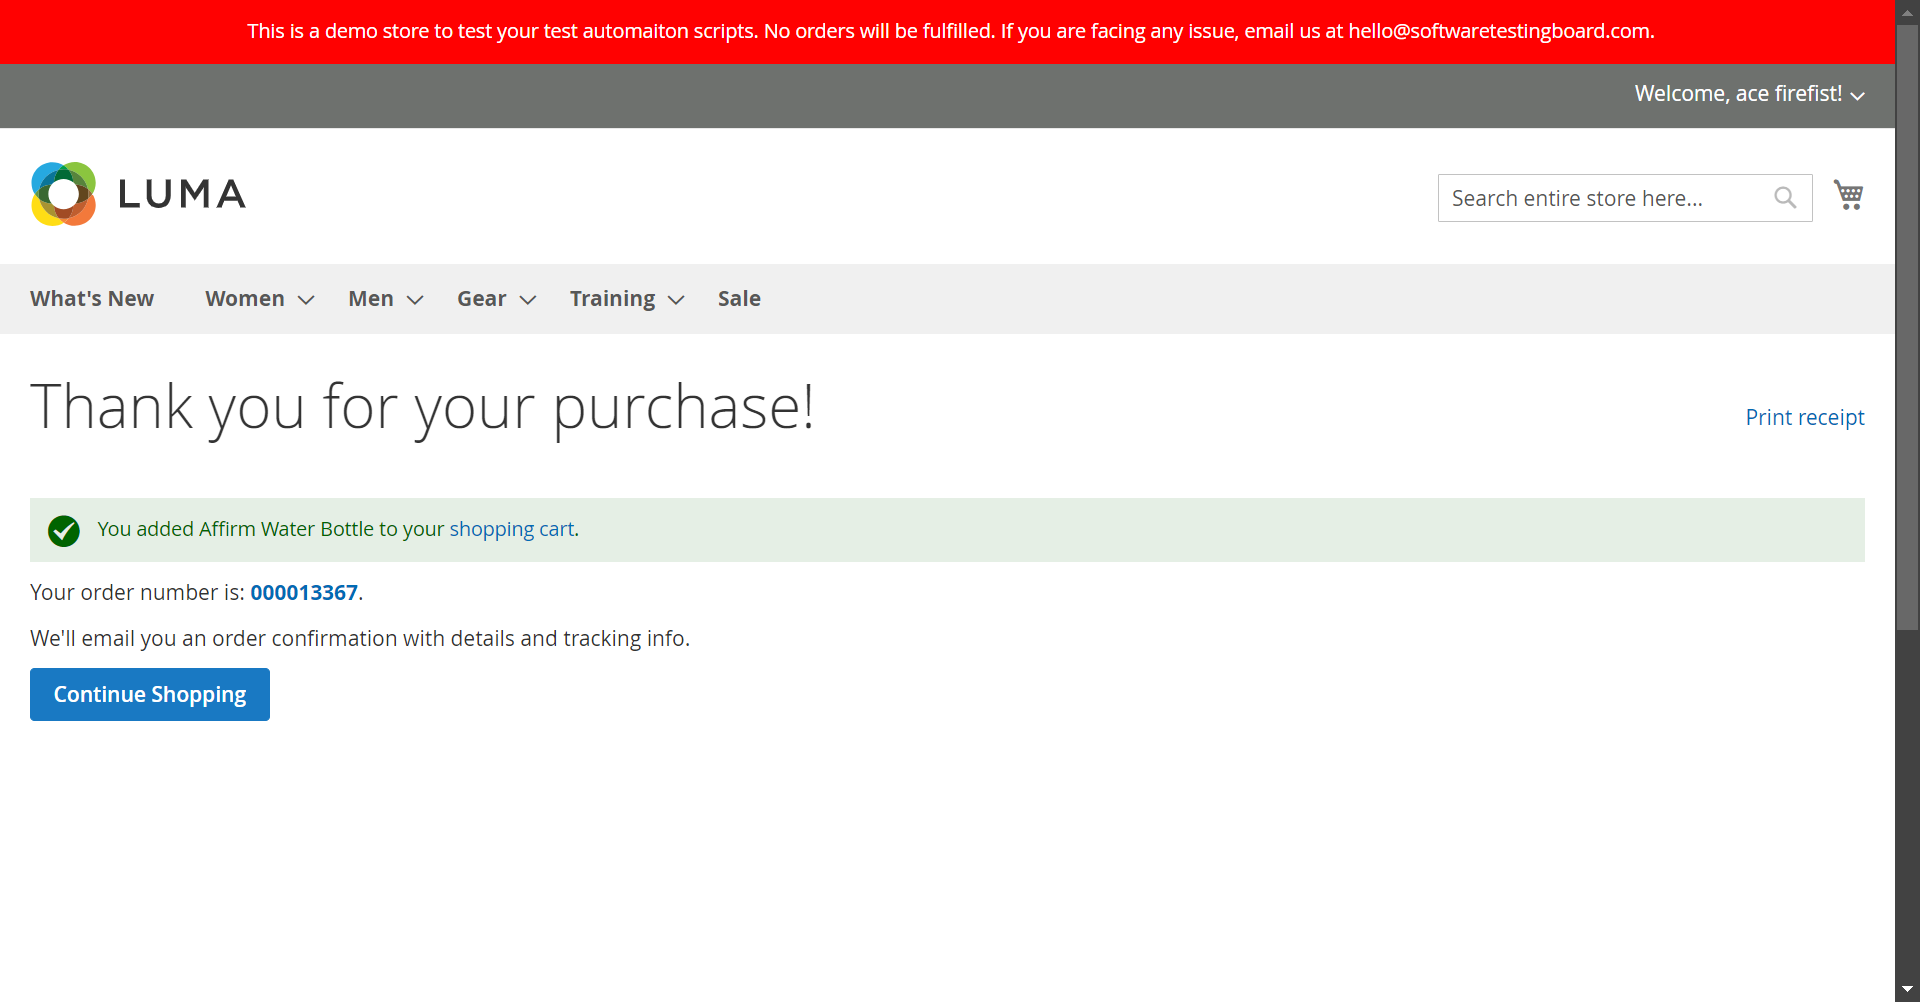 This is a demo store to test your test automaiton scripts. No orders will be fulfilled. If you are facing any issue, email us at hello@softwaretestingboard.com.
Welcome, ace firefist!
LUMA
Search entire store here...
What's New Women Men Gear Training Sale
Thank you for your purchase!
Print receipt
You added Affirm Water Bottle to your shopping cart.
Your order number is: 000013367.
We'll email you an order confirmation with details and tracking info.
Continue Shopping